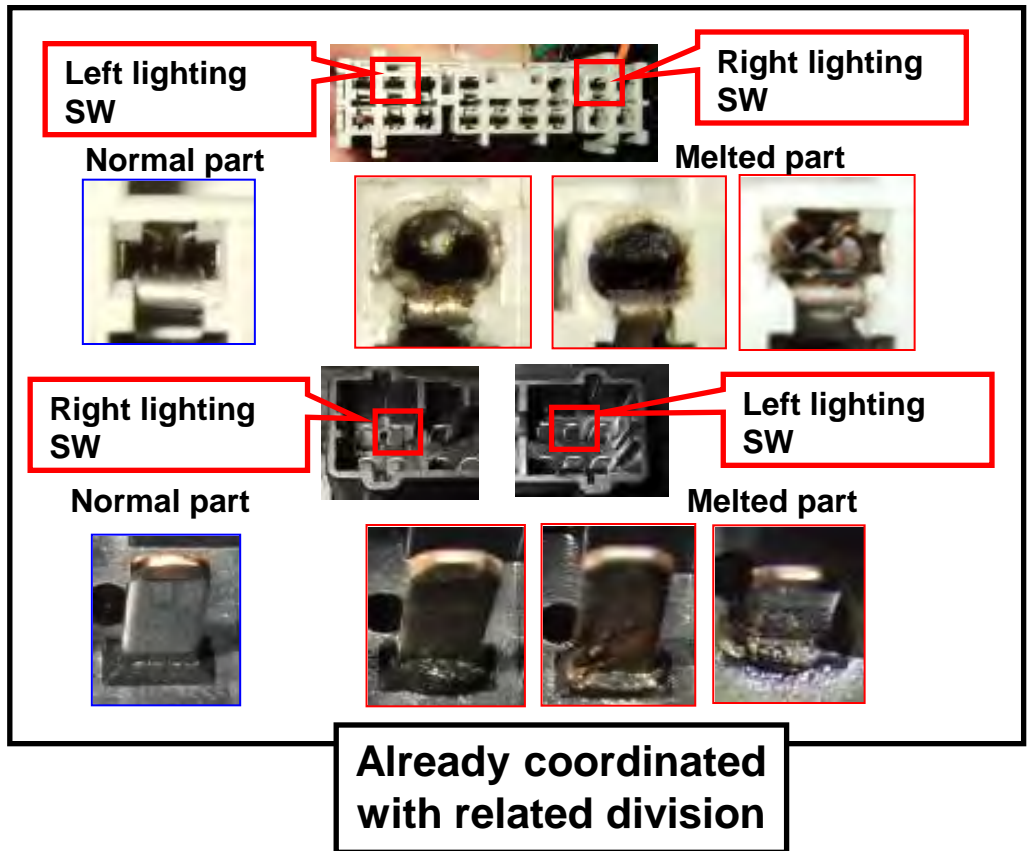 Left lighting
SW
Right lighting
SW
Normal part
Melted part
Right lighting
SW
Left lighting
SW
Normal part
Melted part
Already coordinated
with related division